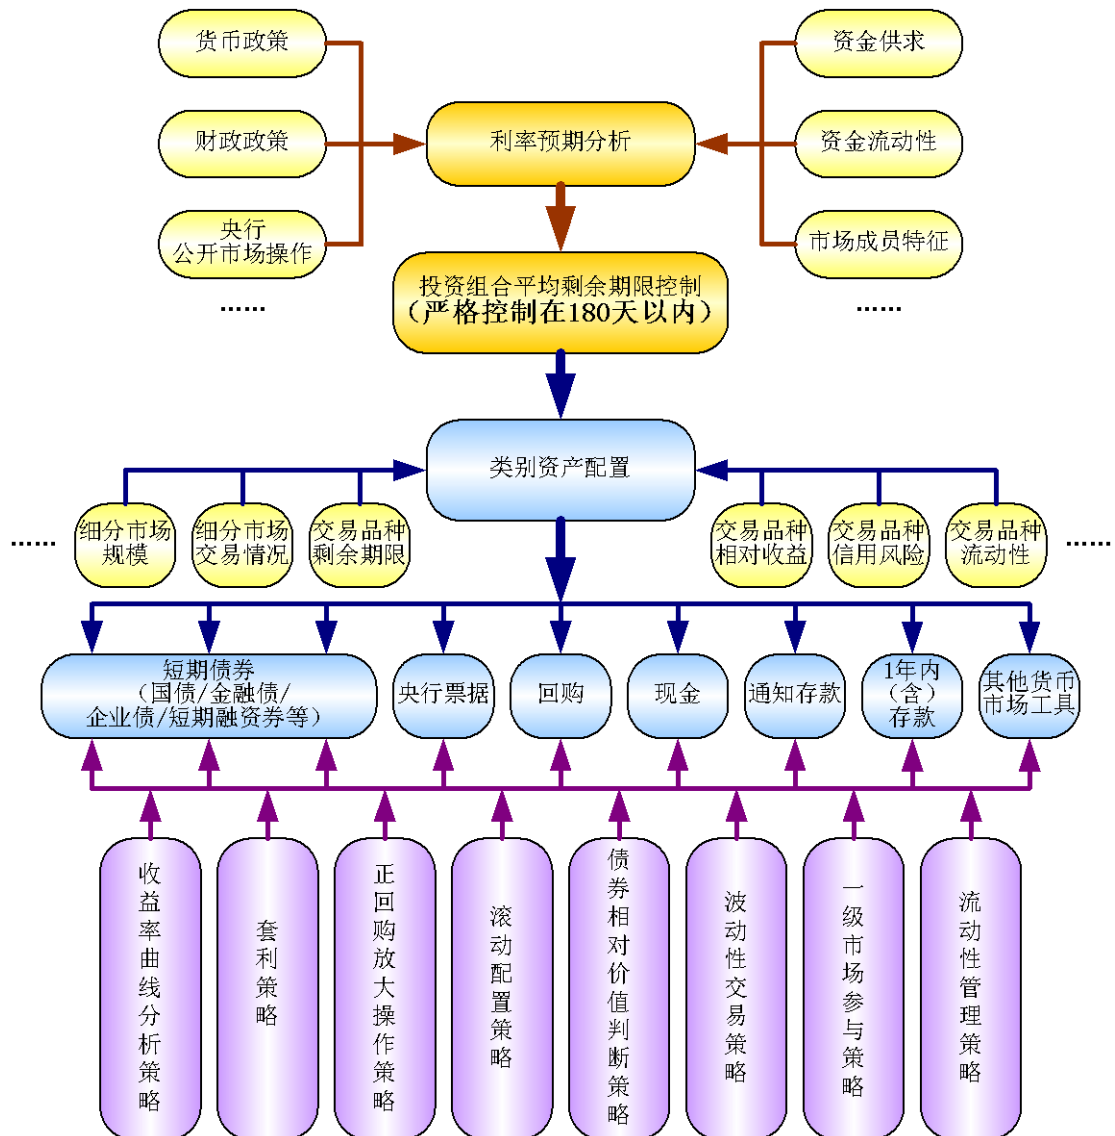 货币政策
资金供求
利率预期分析
财政政策
资金流动性
央行
公开市场操作
市场成员特征
……
投资组合平均剩余期限控制
（严格控制在180天以内）
……
类别资产配置
……
细分市场
规模
细分市场
交易情况
交易品种
剩余期限
交易品种
相对收益
交易品种
信用风险
交易品种
流动性
……
短期债券
（国债/金融债/
企业债/短期融资券等）
央行票据
回购
现金
通知存款
1年内
（含）
存款
其他货币
市场工具
收益率曲线分析策略
套利策略
正回购放大操作策略
滚动配置策略
债券相对价值判断策略
波动性交易策略
一级市场参与策略
流动性管理策略